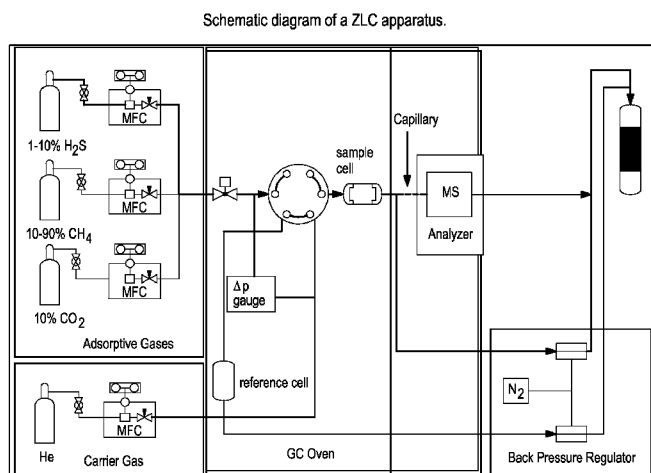 Schematic diagram of a ZLC apparatus.
MFC
1-10% H₂S
MFC
10-90% CH₄
MFC
10% CO₂
Adsorptive Gases
He
MFC
Carrier Gas
sample
cell
Capillary
MS
Analyzer
Δp
gauge
reference cell
GC Oven
N₂
Back Pressure Regulator